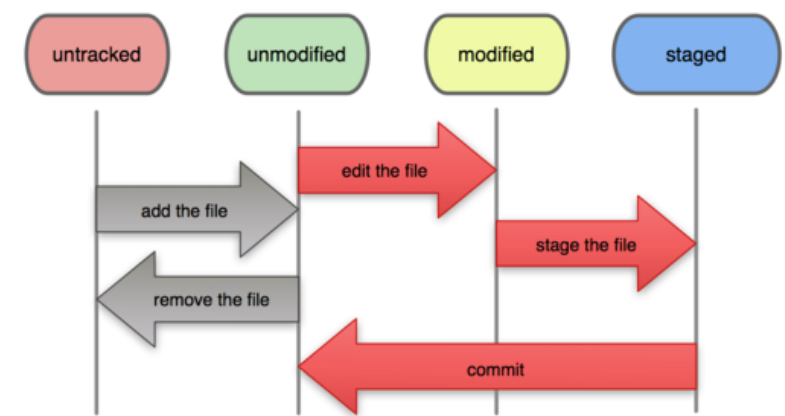 untracked
unmodified
modified
staged
edit the file
add the file
stage the file
remove the file
commit